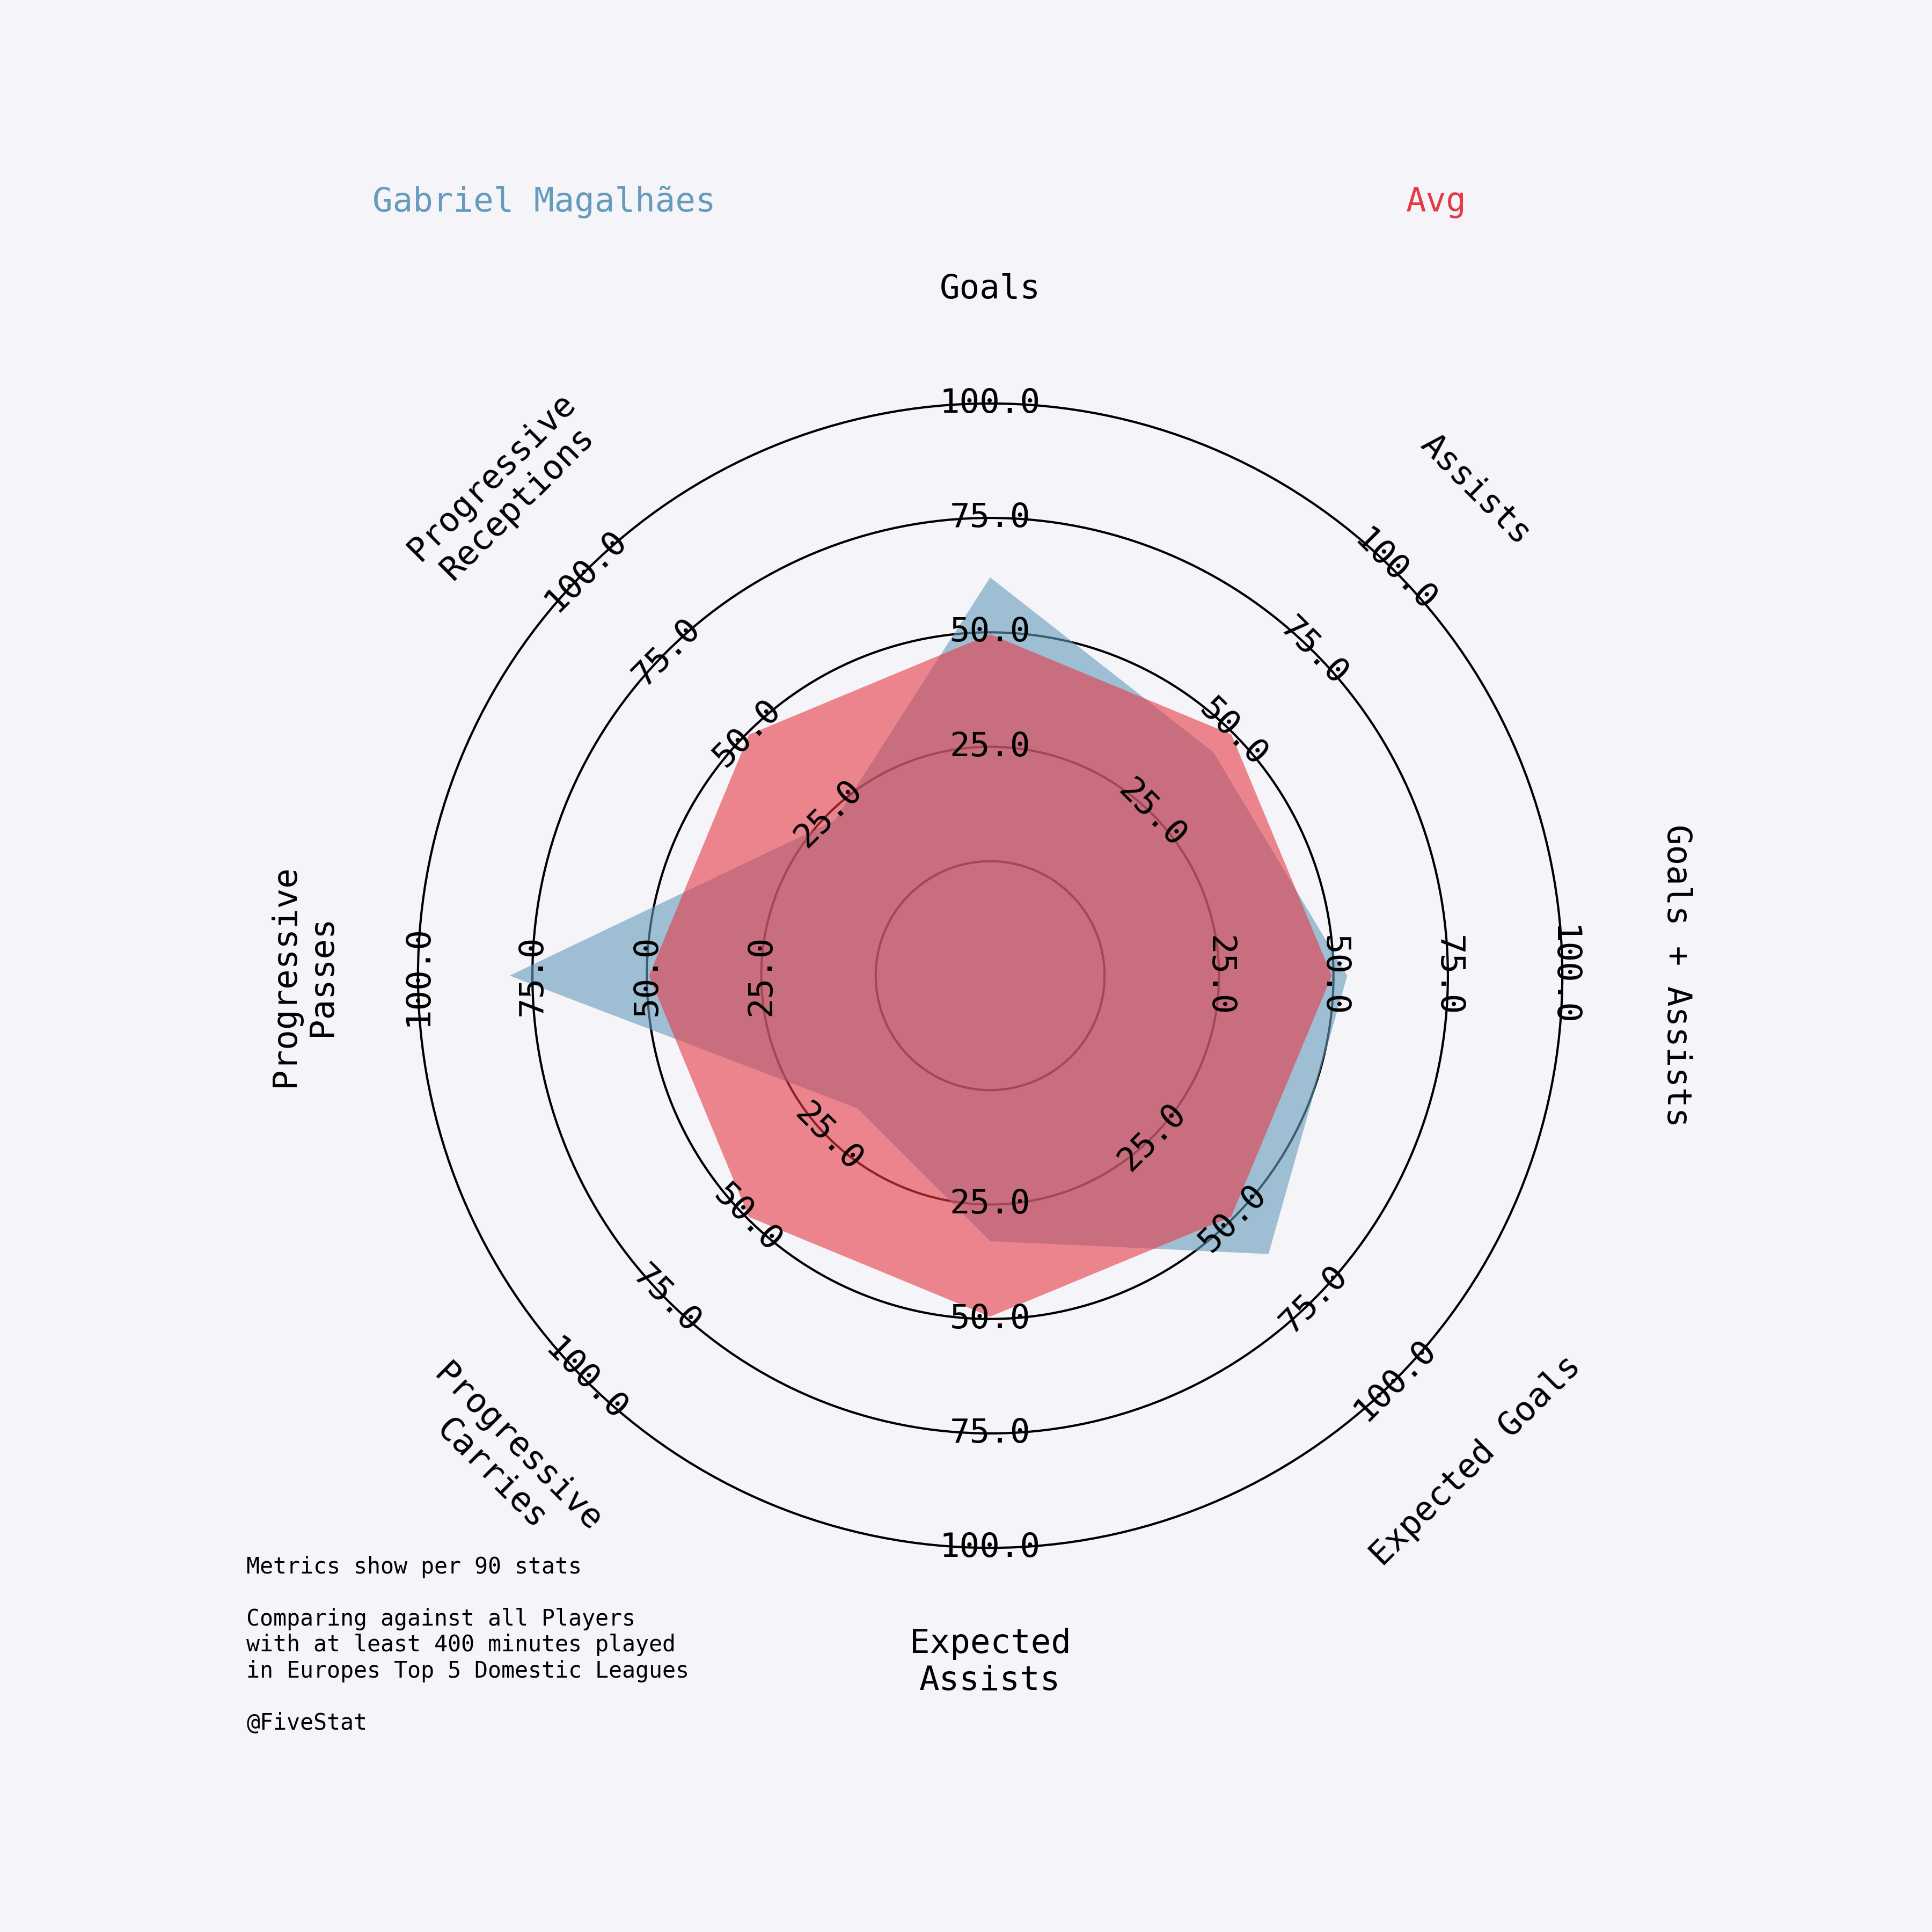 Gabriel Magalhães
Avg
Goals
Assists
Goals + Assists
Expected Goals
Expected
Assists
Progressive
Carries
Progressive
Passes
Progressive
Receptions
25.0
50.0
75.0
100.0
25.0
50.0
75.0
100.0
25.0
50.0
75.0
100.0
25.0
50.0
75.0
100.0
25.0
50.0
75.0
100.0
25.0
50.0
75.0
100.0
25.0
50.0
75.0
100.0
25.0
50.0
75.0
100.0
Metrics show per 90 stats
Comparing against all Players
with at least 400 minutes played
in Europes Top 5 Domestic Leagues
@FiveStat